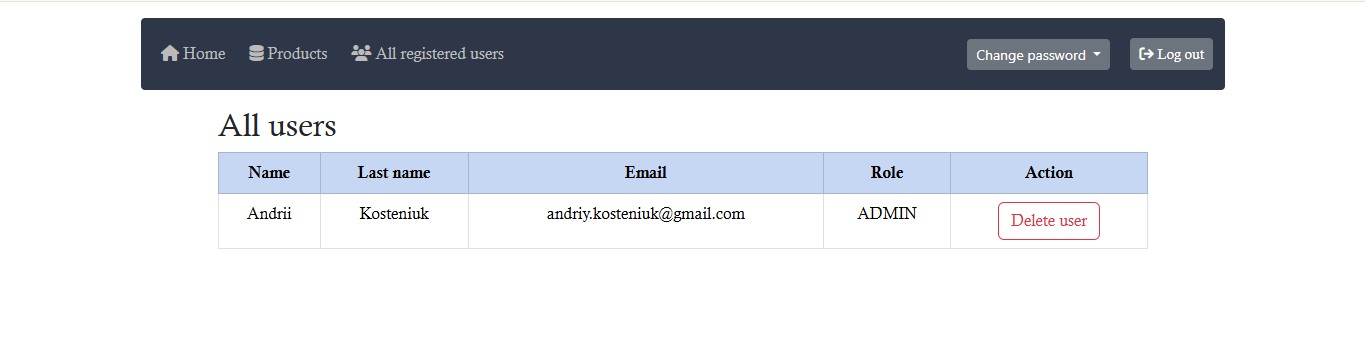 Home Products All registered users Change password Log out
All users
Name Last name Email Role Action
Andrii Kosteniuk andriy.kosteniuk@gmail.com ADMIN Delete user